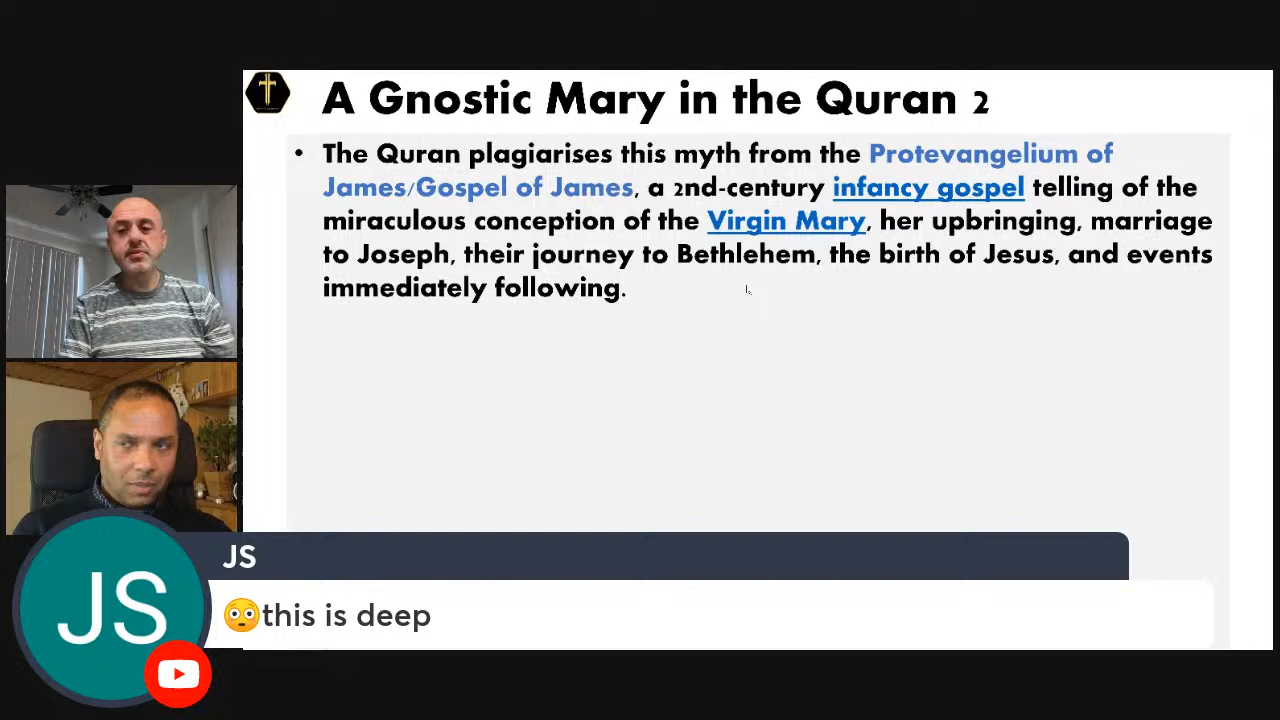 A Gnostic Mary in the Quran 2
• The Quran plagiarises this myth from the Protevangelium of
James/Gospel of James, a 2nd-century infancy gospel telling of the
miraculous conception of the Virgin Mary, her upbringing, marriage
to Joseph, their journey to Bethlehem, the birth of Jesus, and events
immediately following.
JS
JS
😳this is deep